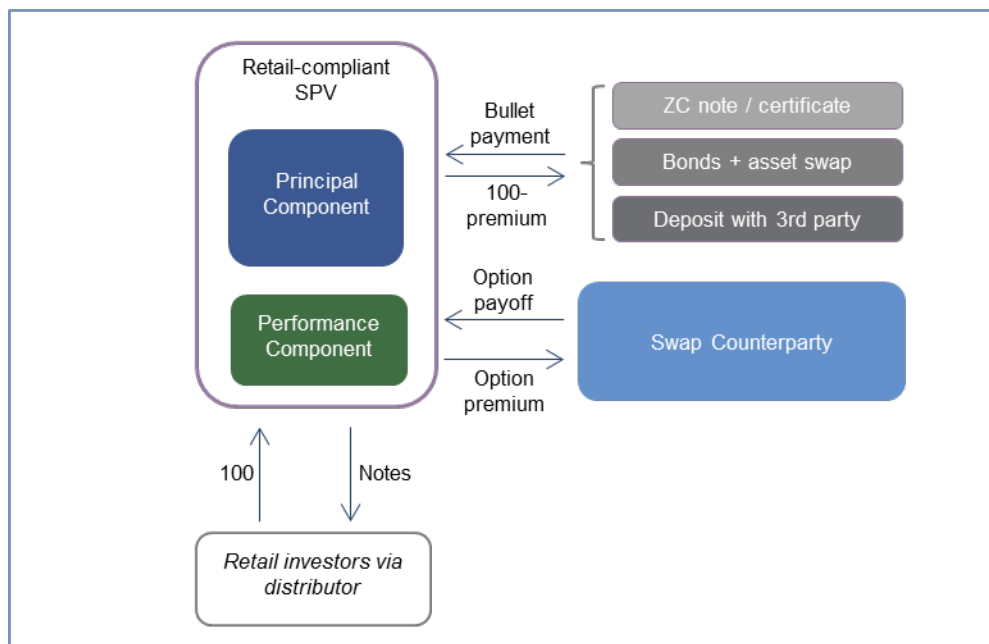 Retail-compliant
SPV
Principal
Component
Performance
Component
Bullet
payment
100-
premium
ZC note / certificate
Bonds + asset swap
Deposit with 3rd party
Option
payoff
Option
premium
Swap Counterparty
100
Notes
Retail investors via
distributor